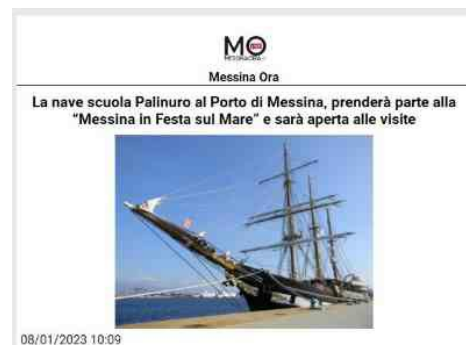 MO
Messina Ora
La nave scuola Palinuro al Porto di Messina, prenderà parte alla
“Messina in Festa sul Mare” e sarà aperta alle visite
08/01/2023 10:09